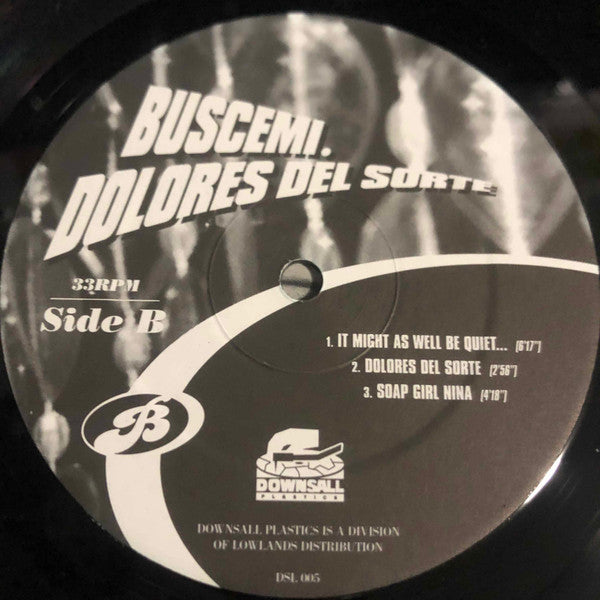 BUSCEMI.
DOLORES DEL SORTE
33RPM
Side B
1. IT MIGHT AS WELL BE QUIET... [6'17"]
2. DOLORES DEL SORTE [2'56"]
3. SOAP GIRL NINA [4'18"]
B
DOWNSALL
PLASTICS
DOWNSALL PLASTICS IS A DIVISION
OF LOWLANDS DISTRIBUTION
DSL 005